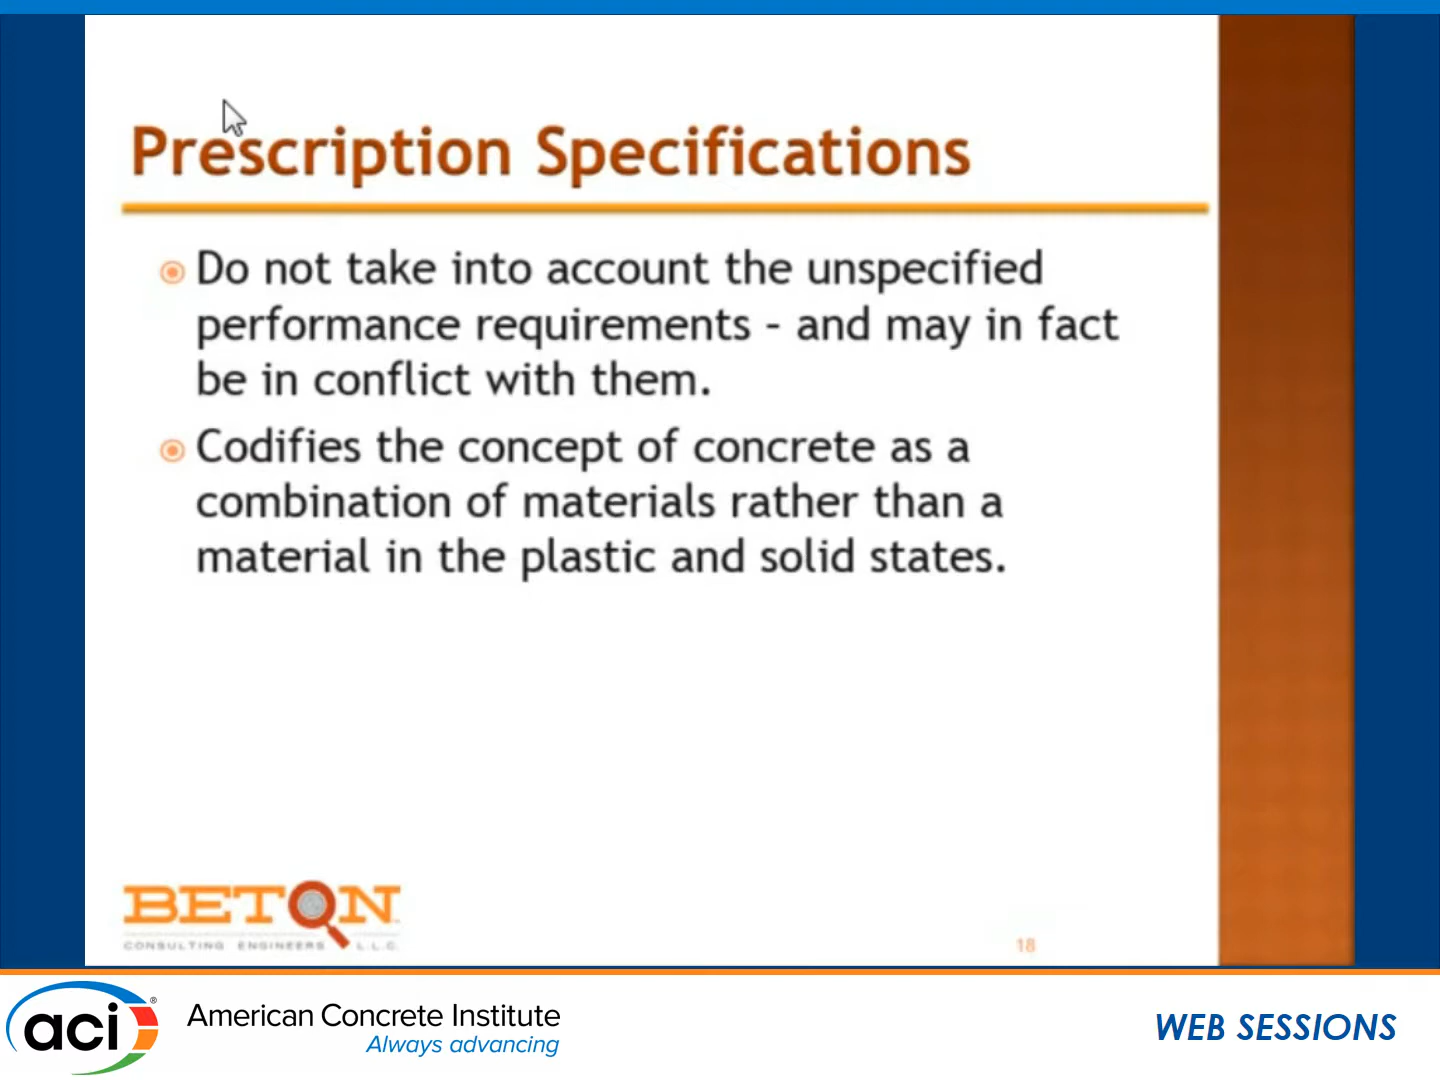 Prescription Specifications
Do not take into account the unspecified
performance requirements – and may in fact
be in conflict with them.
Codifies the concept of concrete as a
combination of materials rather than a
material in the plastic and solid states.
BETON
CONSULTING ENGINEERS L.L.C.
18
aci®
American Concrete Institute
Always advancing
WEB SESSIONS